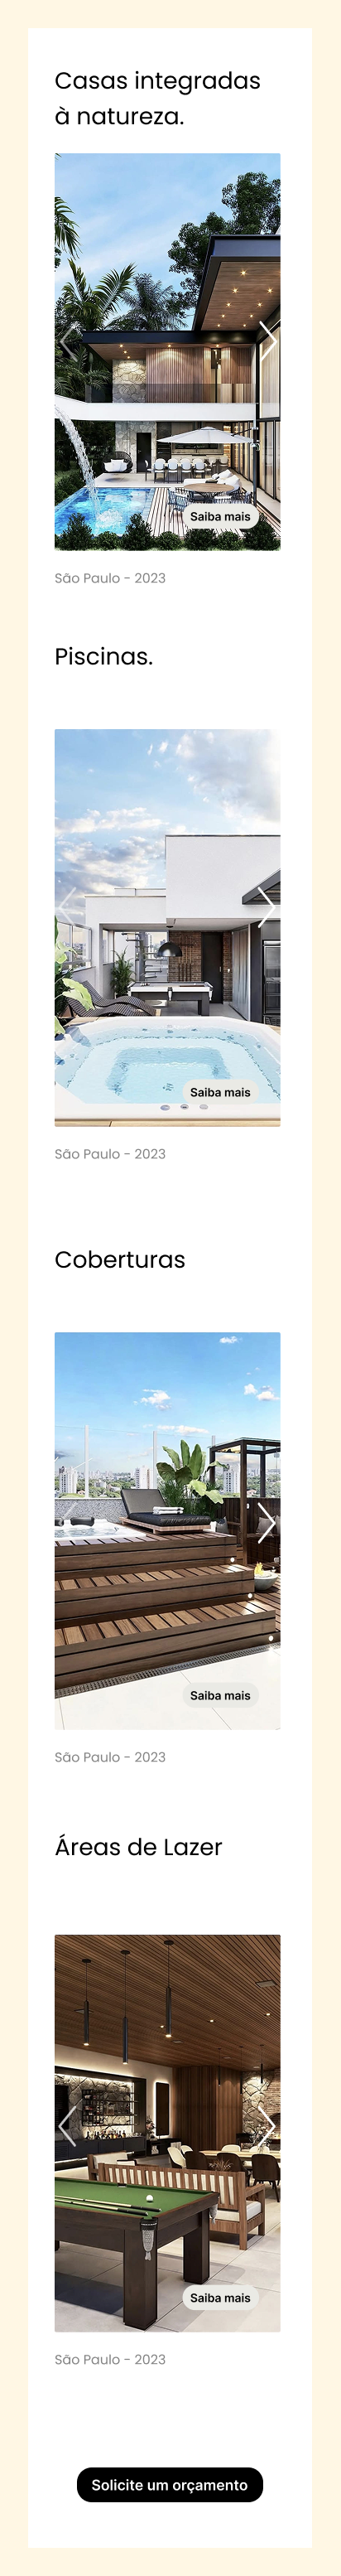 Casas integradas
à natureza.
Saiba mais
São Paulo - 2023
Piscinas.
Saiba mais
São Paulo - 2023
Coberturas
Saiba mais
São Paulo - 2023
Áreas de Lazer
Saiba mais
São Paulo - 2023
Solicite um orçamento